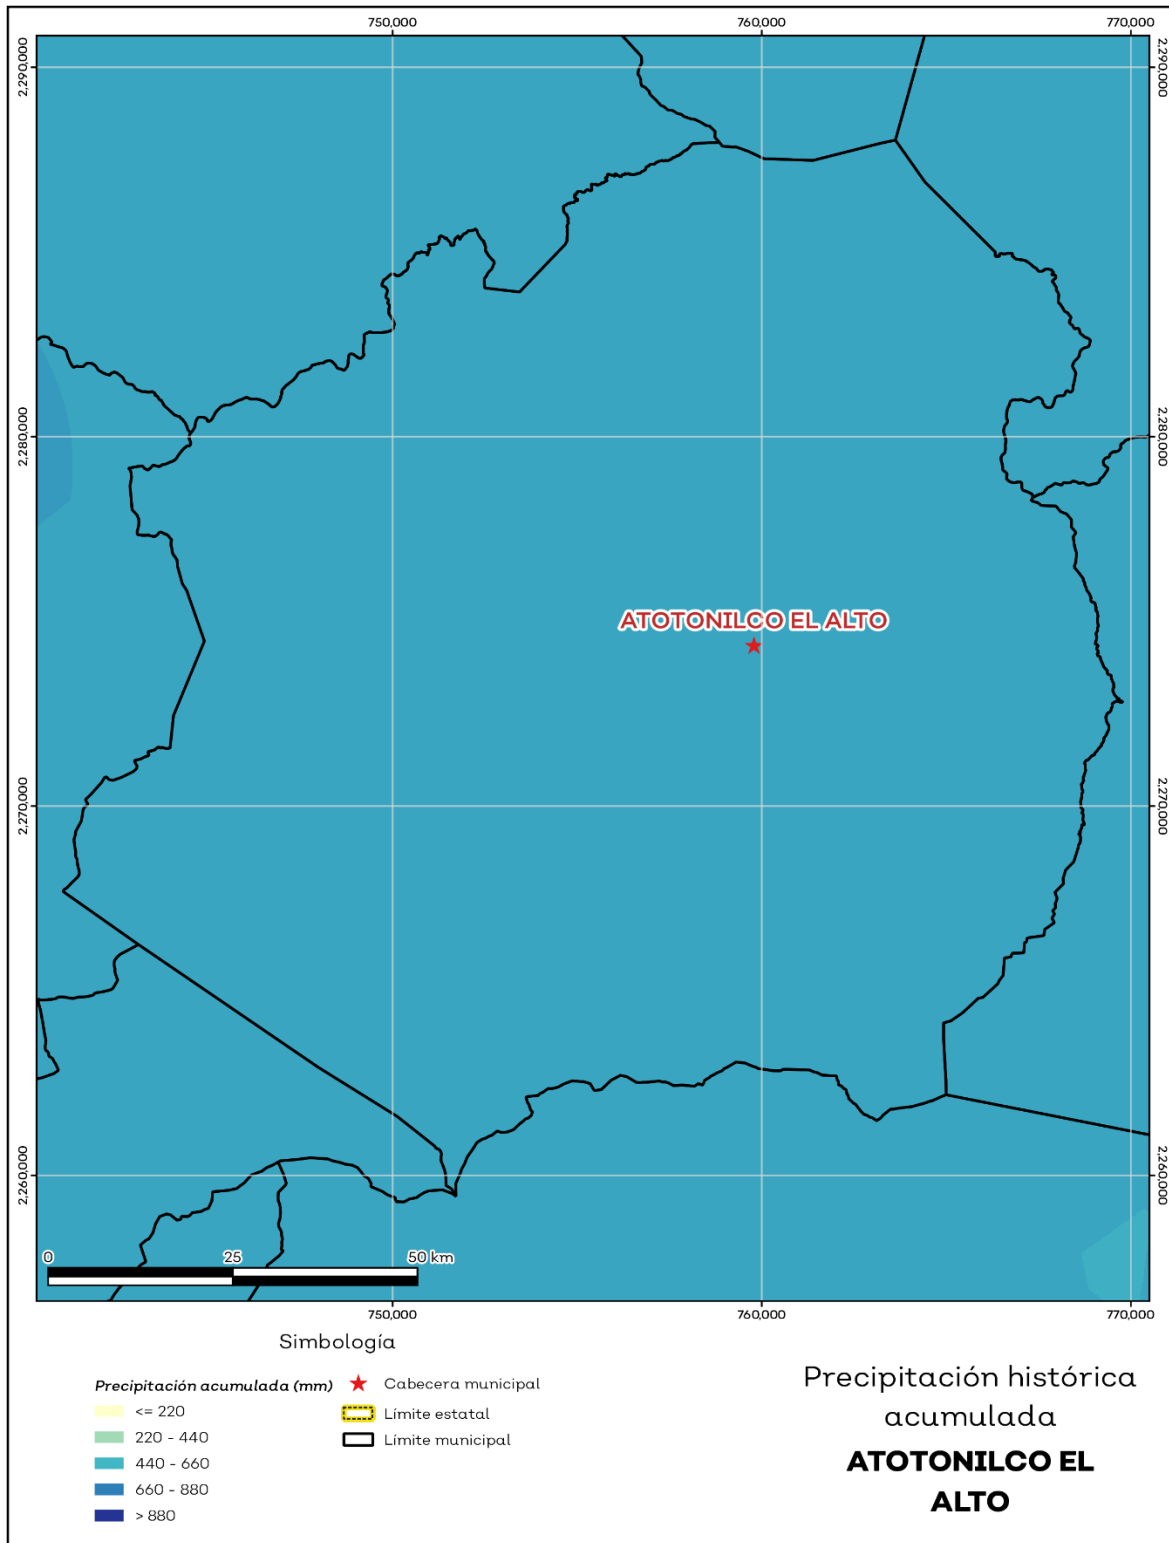 750,000 760,000 770,000
2,290,000 2,290,000
2,280,000 2,280,000
ATOTONILCO EL ALTO
2,270,000 2,270,000
2,260,000 2,260,000
0 25 50 km
750,000 760,000 770,000
Simbología
Precipitación acumulada (mm)
<= 220
220 - 440
440 - 660
660 - 880
> 880
Cabecera municipal
Límite estatal
Límite municipal
Precipitación histórica
acumulada
ATOTONILCO EL
ALTO